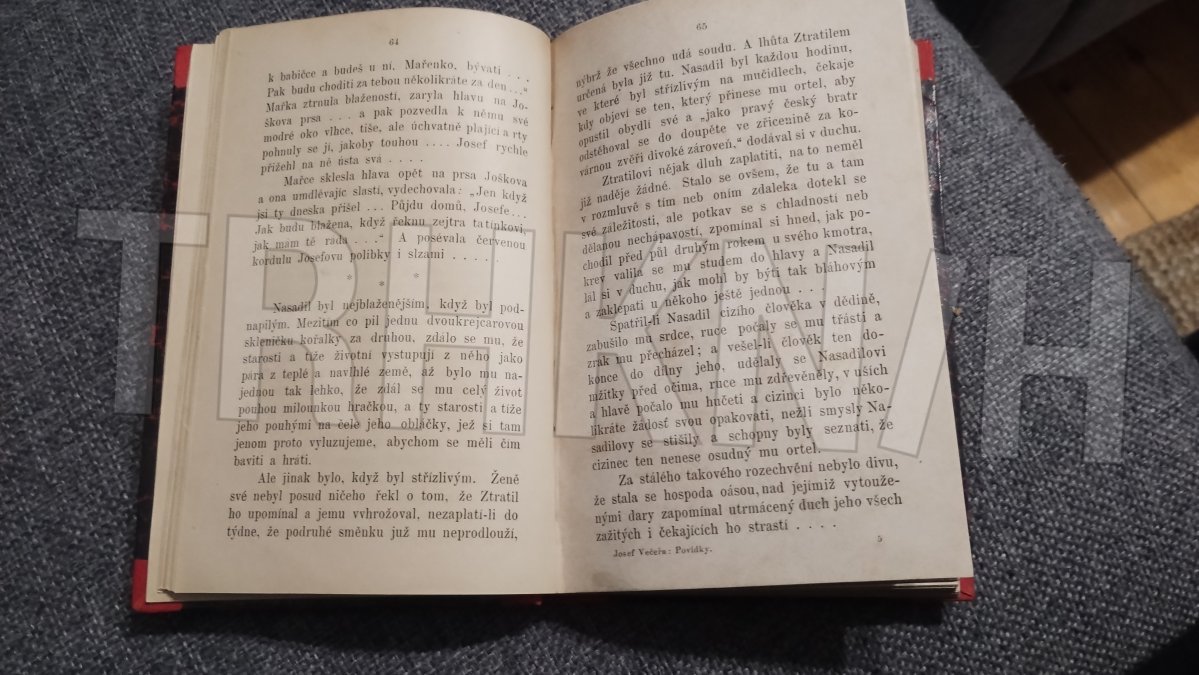 64
k babičce a budeš u ní, Mařenko, bývati . . .
Pak budu choditi za tebou několikráte za den . . .“
Mařka ztrnula blažeností, zaryla hlavu na Jo-
škova prsa . . . a pak pozvedla k němu své
modré oko vlhce, tiše, ale úchvatně plající a rty
pohnuly se jí, jakoby touhou . . . . Josef rychle
přižehl na ně ústa svá . . . .
Mařce sklesla hlava opět na prsa Joškova
a ona umdlévajíc slastí, vydechovala: „Jen když
jsi ty dneska přišel . . . Půjdu domů, Josefe . . .
Jak budu blažena, když řeknu zejtra tatínkovi,
jak mám tě ráda . . . .“ A posévala červenou
kordulu Josefovu polibky i slzami . . . . .
* *
*
Nasadil byl nejblaženějším, když byl pod-
napilým. Mezitím co pil jednu dvoukrejcarovou
skleničku kořalky za druhou, zdálo se mu, že
starosti a tíže životní vystupují z něho jako
pára z teplé a navlhlé země, až bylo mu na-
jednou tak lehko, že zdál se mu celý život
pouhou milounkou hračkou, a ty starosti a tíže
jeho pouhými na čele jeho obláčky, jež si tam
jenom proto vyluzujeme, abychom se měli čím
baviti a hráti.
Ale jinak bylo, když byl střízlivým. Ženě
své nebyl posud ničeho řekl o tom, že Ztratil
ho upomínal a jemu vyhrožoval, nezaplatí-li do
týdne, že podruhé směnku již mu neprodlouží,
65
nýbrž že všechno udá soudu. A lhůta Ztratilem
určená byla již tu. Nasadil byl každou hodinu,
ve které byl střízlivým na mučidlech, čekaje
kdy objeví se ten, který přinese mu ortel, aby
opustil obydlí své a „jako pravý český bratr
odstěhoval se do doupěte ve zřícenině za ko-
várnou zvěří divoké zároveň,“ dodával si v duchu.
Ztratilovi nějak dluh zaplatiti, na to neměl
již naděje žádné. Stalo se ovšem, že tu a tam
v rozmluvě s tím neb oním zdaleka dotekl se
své záležitosti, ale potkav se s chladností neb
dělanou nechápavostí, zpomínal si hned, jak po-
chodil před půl druhým rokem u svého kmotra,
krev valila se mu studem do hlavy a Nasadil
lál si v duchu, jak mohl by býti tak bláhovým
a zaklepati u někoho ještě jednou . . .
Spatřil-li Nasadil cizího člověka v dědině,
zabušilo mu srdce, ruce počaly se mu třásti a
zrak mu přecházel; a vešel-li člověk ten do-
konce do dílny jeho, udělaly se Nasadilovi
mžitky před očima, ruce mu zdřevěněly, v uších
a hlavě počalo mu hučeti a cizinci bylo něko-
likráte žádost svou opakovati, nežli smysly Na-
sadilovy se stišily a schopny byly seznati, že
cizinec ten nenese osudný mu ortel.
Za stálého takového rozechvění nebylo divu,
že stala se hospoda oásou, nad jejímiž vytouže-
nými dary zapomínal utrmácený duch jeho všech
zažitých i čekajících ho strastí . . . .
Josef Večeřa: Povídky.
5
TRHKNIH